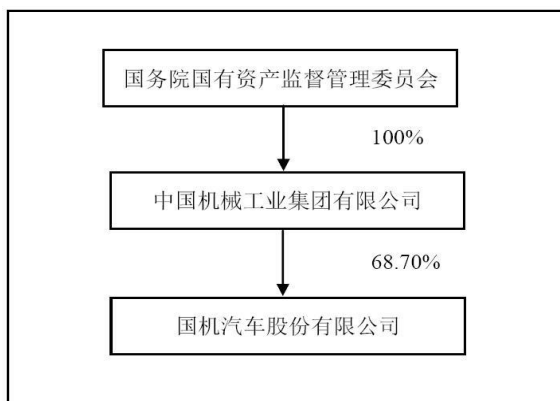 国务院国有资产监督管理委员会
100%
中国机械工业集团有限公司
68.70%
国机汽车股份有限公司